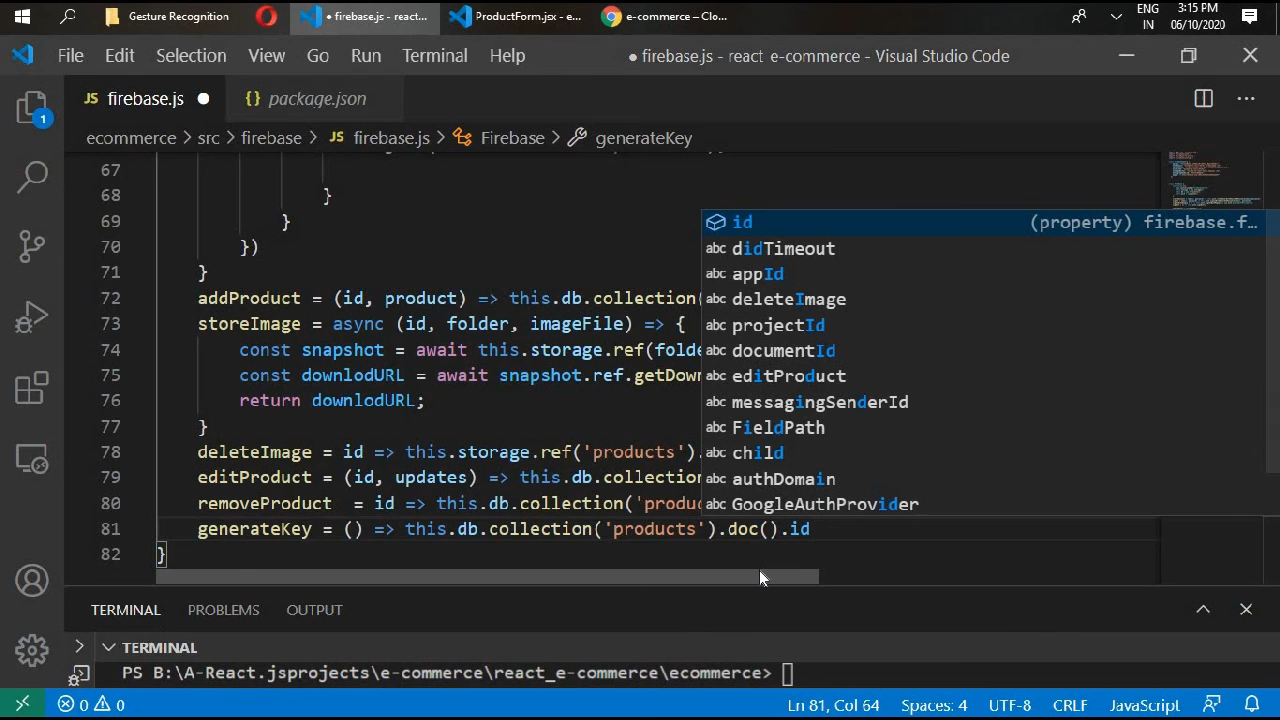 Gesture Recognition
firebase.js - react...
ProductForm.jsx - e...
e-commerce – Clo...
ENG
IN
3:15 PM
06/10/2020
File Edit Selection View Go Run Terminal Help
● firebase.js - react e-commerce - Visual Studio Code
JS firebase.js ● {} package.json
ecommerce > src > firebase > JS firebase.js > Firebase > generateKey
67
68 }
69 }
70 })
71 }
72 addProduct = (id, product) => this.db.collection(
73 storeImage = async (id, folder, imageFile) => {
74 const snapshot = await this.storage.ref(folde
75 const downlodURL = await snapshot.ref.getDown
76 return downlodURL;
77 }
78 deleteImage = id => this.storage.ref('products').
79 editProduct = (id, updates) => this.db.collection
80 removeProduct = id => this.db.collection('produc
81 generateKey = () => this.db.collection('products').doc().id
82 }
id (property) firebase.f…
abc didTimeout
abc appId
abc deleteImage
abc projectId
abc documentId
abc editProduct
abc messagingSenderId
abc FieldPath
abc child
abc authDomain
abc GoogleAuthProvider
1
TERMINAL PROBLEMS OUTPUT
TERMINAL
PS B:\A-React.jsprojects\e-commerce\react_e-commerce\ecommerce>
0 0 Ln 81, Col 64 Spaces: 4 UTF-8 CRLF JavaScript